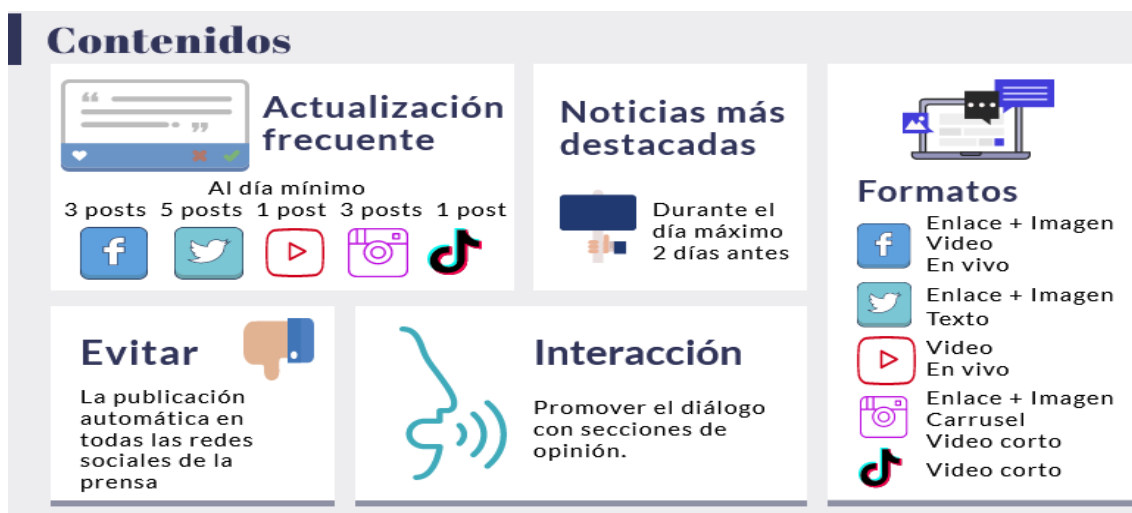 Contenidos
Actualización
frecuente
Al día mínimo
3 posts 5 posts 1 post 3 posts 1 post
Noticias más
destacadas
Durante el
día máximo
2 días antes
Formatos
Enlace + Imagen
Video
En vivo
Enlace + Imagen
Texto
Video
En vivo
Enlace + Imagen
Carrusel
Video corto
Video corto
Evitar
La publicación
automática en
todas las redes
sociales de la
prensa
Interacción
Promover el diálogo
con secciones de
opinión.